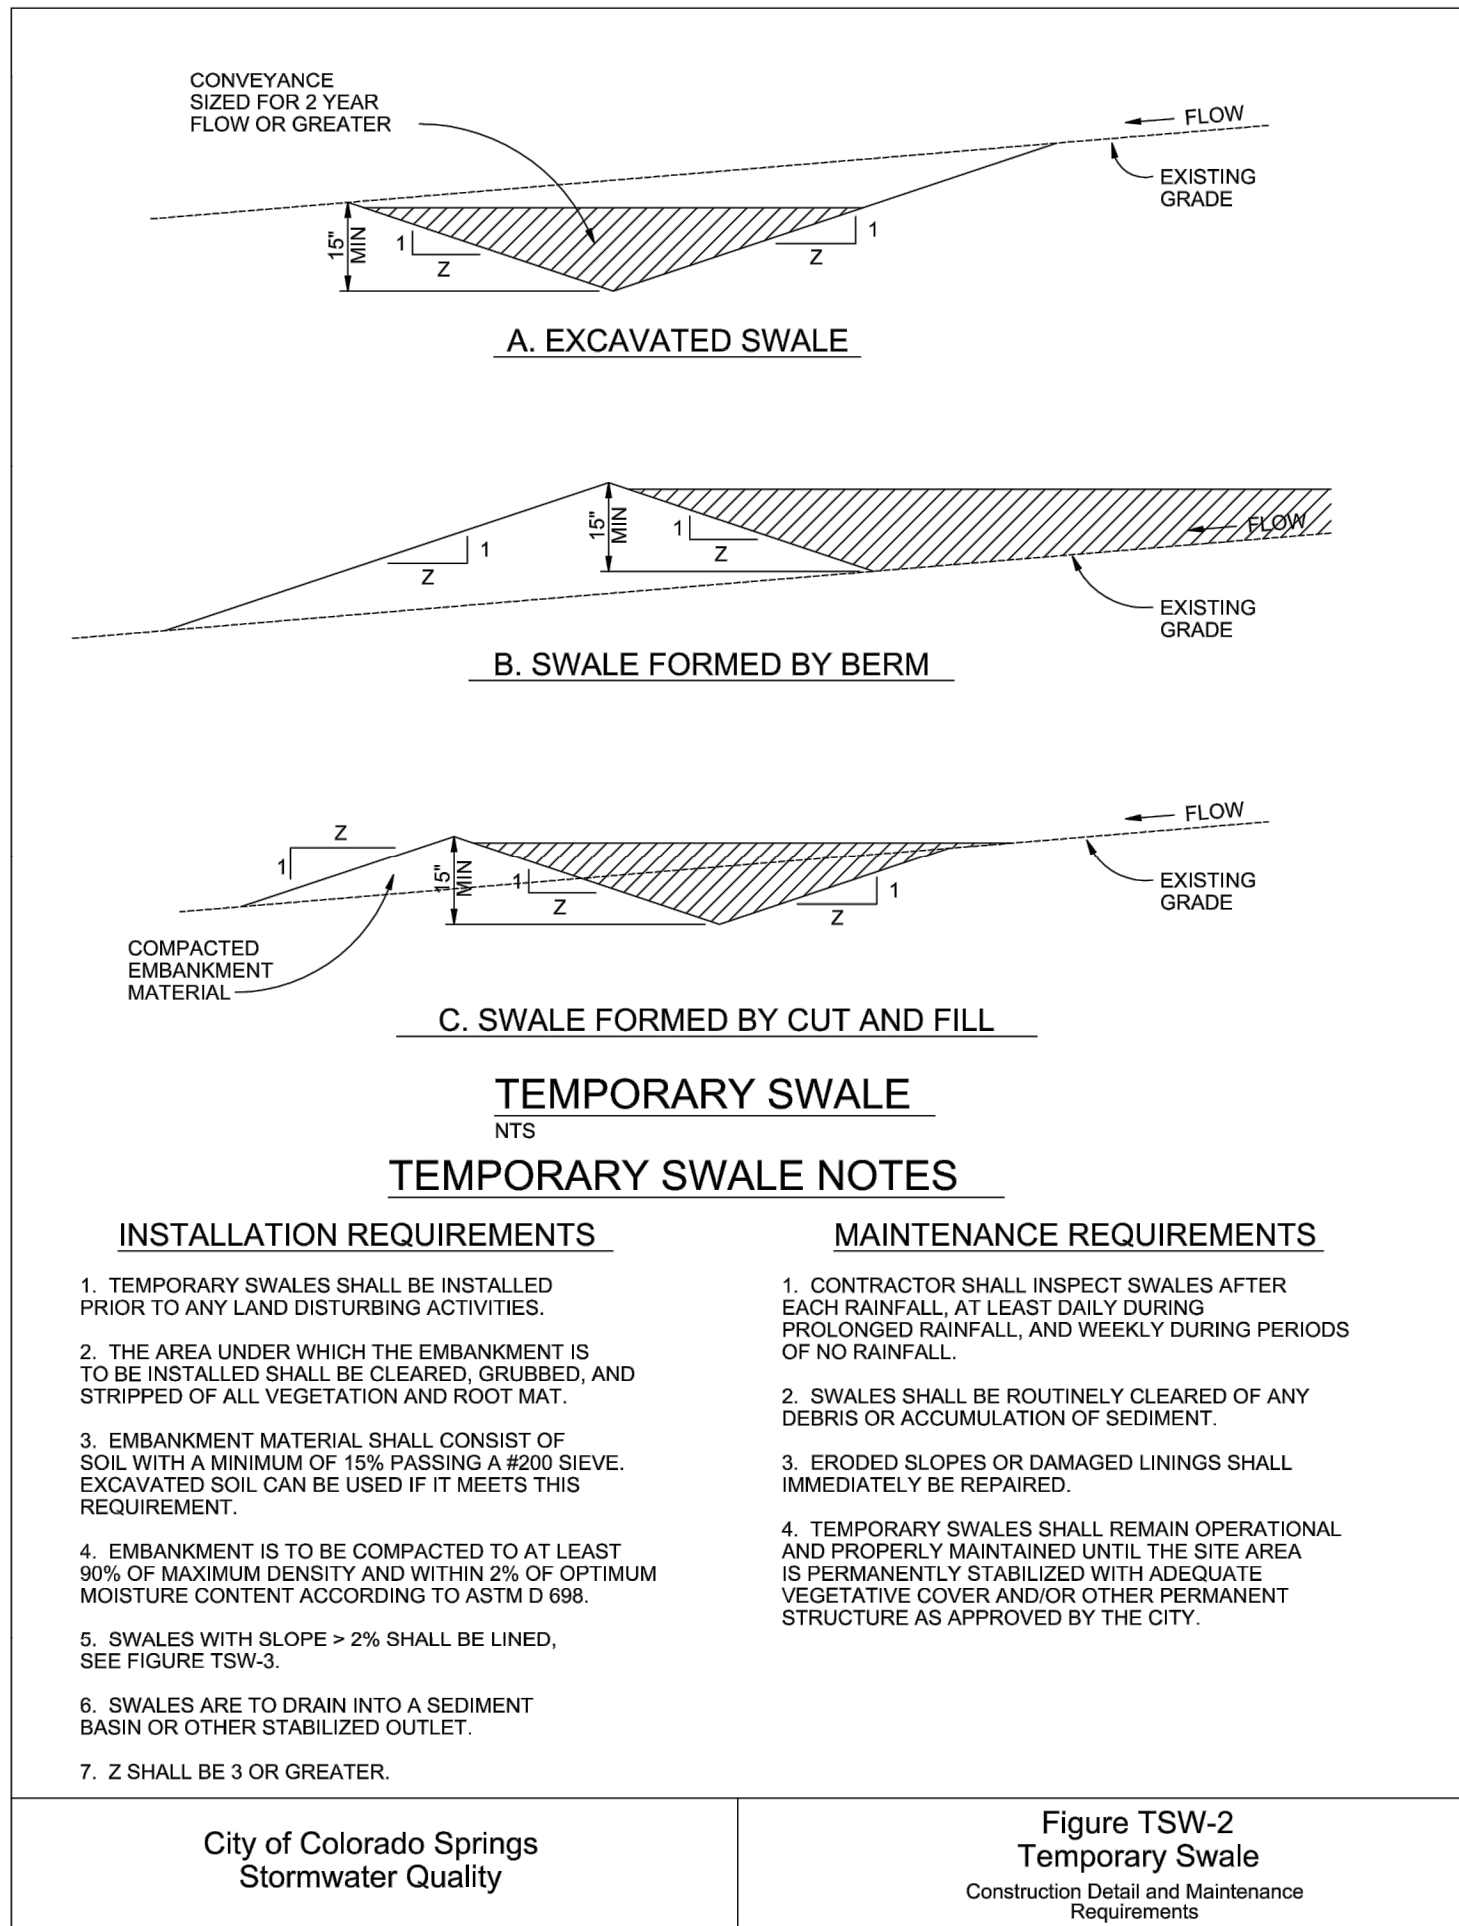 CONVEYANCE
SIZED FOR 2 YEAR
FLOW OR GREATER
FLOW
EXISTING
GRADE
15"
MIN
1
Z
1
Z
A. EXCAVATED SWALE
15"
MIN
1
Z
1
Z
FLOW
EXISTING
GRADE
B. SWALE FORMED BY BERM
FLOW
Z
1
15"
MIN
1
Z
1
Z
EXISTING
GRADE
COMPACTED
EMBANKMENT
MATERIAL
C. SWALE FORMED BY CUT AND FILL
TEMPORARY SWALE
NTS
TEMPORARY SWALE NOTES
INSTALLATION REQUIREMENTS
1. TEMPORARY SWALES SHALL BE INSTALLED
PRIOR TO ANY LAND DISTURBING ACTIVITIES.
2. THE AREA UNDER WHICH THE EMBANKMENT IS
TO BE INSTALLED SHALL BE CLEARED, GRUBBED, AND
STRIPPED OF ALL VEGETATION AND ROOT MAT.
3. EMBANKMENT MATERIAL SHALL CONSIST OF
SOIL WITH A MINIMUM OF 15% PASSING A #200 SIEVE.
EXCAVATED SOIL CAN BE USED IF IT MEETS THIS
REQUIREMENT.
4. EMBANKMENT IS TO BE COMPACTED TO AT LEAST
90% OF MAXIMUM DENSITY AND WITHIN 2% OF OPTIMUM
MOISTURE CONTENT ACCORDING TO ASTM D 698.
5. SWALES WITH SLOPE > 2% SHALL BE LINED,
SEE FIGURE TSW-3.
6. SWALES ARE TO DRAIN INTO A SEDIMENT
BASIN OR OTHER STABILIZED OUTLET.
7. Z SHALL BE 3 OR GREATER.
MAINTENANCE REQUIREMENTS
1. CONTRACTOR SHALL INSPECT SWALES AFTER
EACH RAINFALL, AT LEAST DAILY DURING
PROLONGED RAINFALL, AND WEEKLY DURING PERIODS
OF NO RAINFALL.
2. SWALES SHALL BE ROUTINELY CLEARED OF ANY
DEBRIS OR ACCUMULATION OF SEDIMENT.
3. ERODED SLOPES OR DAMAGED LININGS SHALL
IMMEDIATELY BE REPAIRED.
4. TEMPORARY SWALES SHALL REMAIN OPERATIONAL
AND PROPERLY MAINTAINED UNTIL THE SITE AREA
IS PERMANENTLY STABILIZED WITH ADEQUATE
VEGETATIVE COVER AND/OR OTHER PERMANENT
STRUCTURE AS APPROVED BY THE CITY.
City of Colorado Springs
Stormwater Quality
Figure TSW-2
Temporary Swale
Construction Detail and Maintenance
Requirements